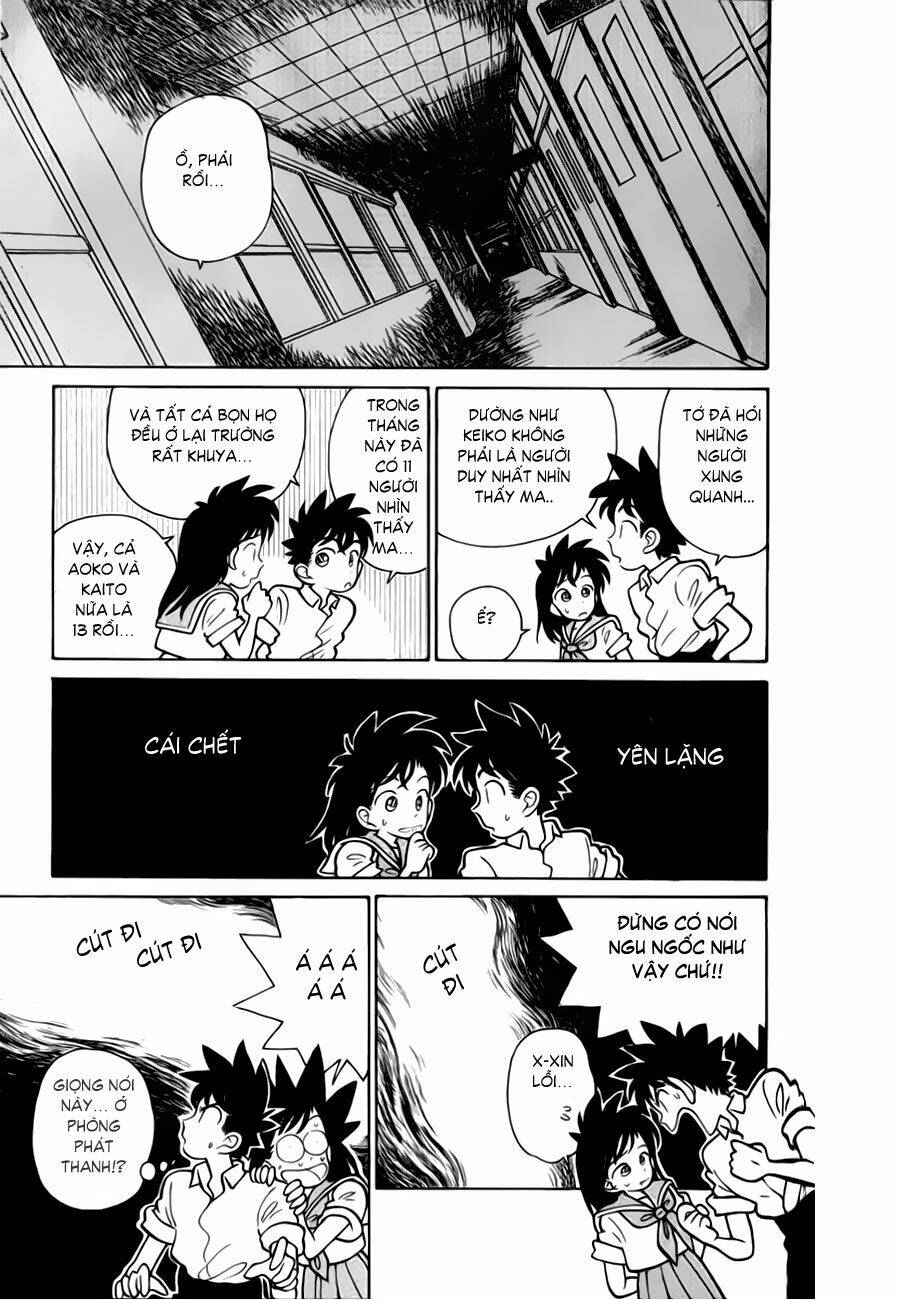 Ồ, PHẢI
RỒI...
TỚ ĐÃ HỎI
NHỮNG
NGƯỜI
XUNG
QUANH...
DƯỜNG NHƯ
KEIKO KHÔNG
PHẢI LÀ NGƯỜI
DUY NHẤT NHÌN
THẤY MA...
Ể?
TRONG
THÁNG
NÀY ĐÃ
CÓ 11
NGƯỜI
NHÌN
THẤY
MA...
VÀ TẤT CẢ BỌN HỌ
ĐỀU Ở LẠI TRƯỜNG
RẤT KHUYA...
VẬY, CẢ
AOKO VÀ
KAITO
NỮA LÀ
13 RỒI...
YÊN LẶNG
CÁI CHẾT
ĐỪNG CÓ NÓI
NGU NGỐC NHƯ
VẬY CHỨ!!
X-XIN
LỖI...
CÚT
ĐI
Á Á Á
Á Á
CÚT ĐI
CÚT ĐI
GIỌNG NÓI
NÀY... Ở
PHÒNG
PHÁT
THANH!?